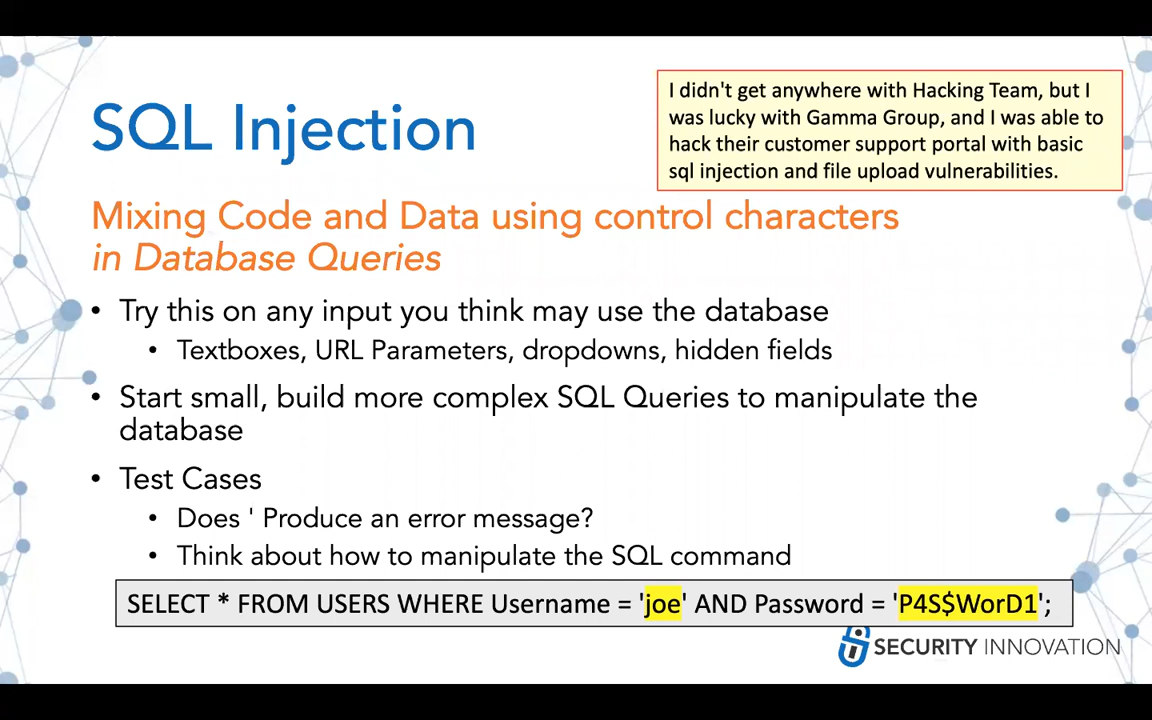 SQL Injection
I didn't get anywhere with Hacking Team, but I
was lucky with Gamma Group, and I was able to
hack their customer support portal with basic
sql injection and file upload vulnerabilities.
Mixing Code and Data using control characters
in Database Queries
• Try this on any input you think may use the database
• Textboxes, URL Parameters, dropdowns, hidden fields
• Start small, build more complex SQL Queries to manipulate the
database
• Test Cases
• Does ' Produce an error message?
• Think about how to manipulate the SQL command
SELECT * FROM USERS WHERE Username = 'joe' AND Password = 'P4S$WorD1';
SECURITY INNOVATION